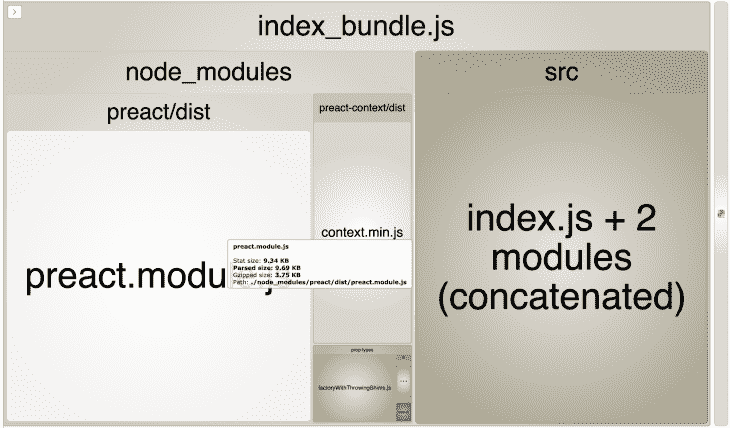 index_bundle.js
node_modules
src
preact/dist
preact-context/dist
context.min.js
preact.modu
preact.module.js
Stat size: 9.34 KB
Parsed size: 9.69 KB
Gzipped size: 3.75 KB
Path: ./node_modules/preact/dist/preact.module.js
index.js + 2
modules
(concatenated)
prop-types
factoryWithThrowingShims.js
...